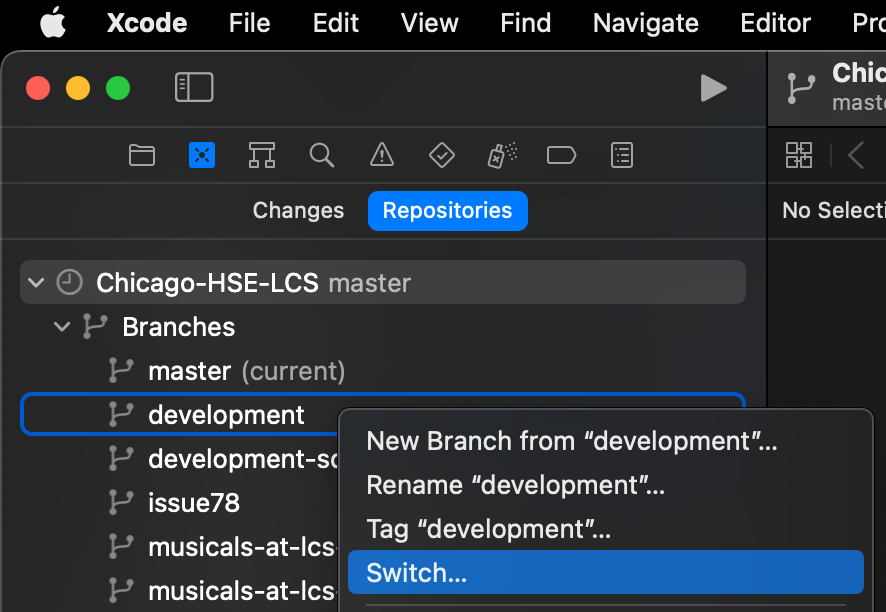 Xcode File Edit View Find Navigate Editor
Chic
maste
Changes Repositories
No Selecti
Chicago-HSE-LCS master
Branches
master (current)
development
New Branch from “development”...
development-sc
Rename “development”...
issue78
Tag “development”...
musicals-at-lcs-
Switch...
musicals-at-lcs-